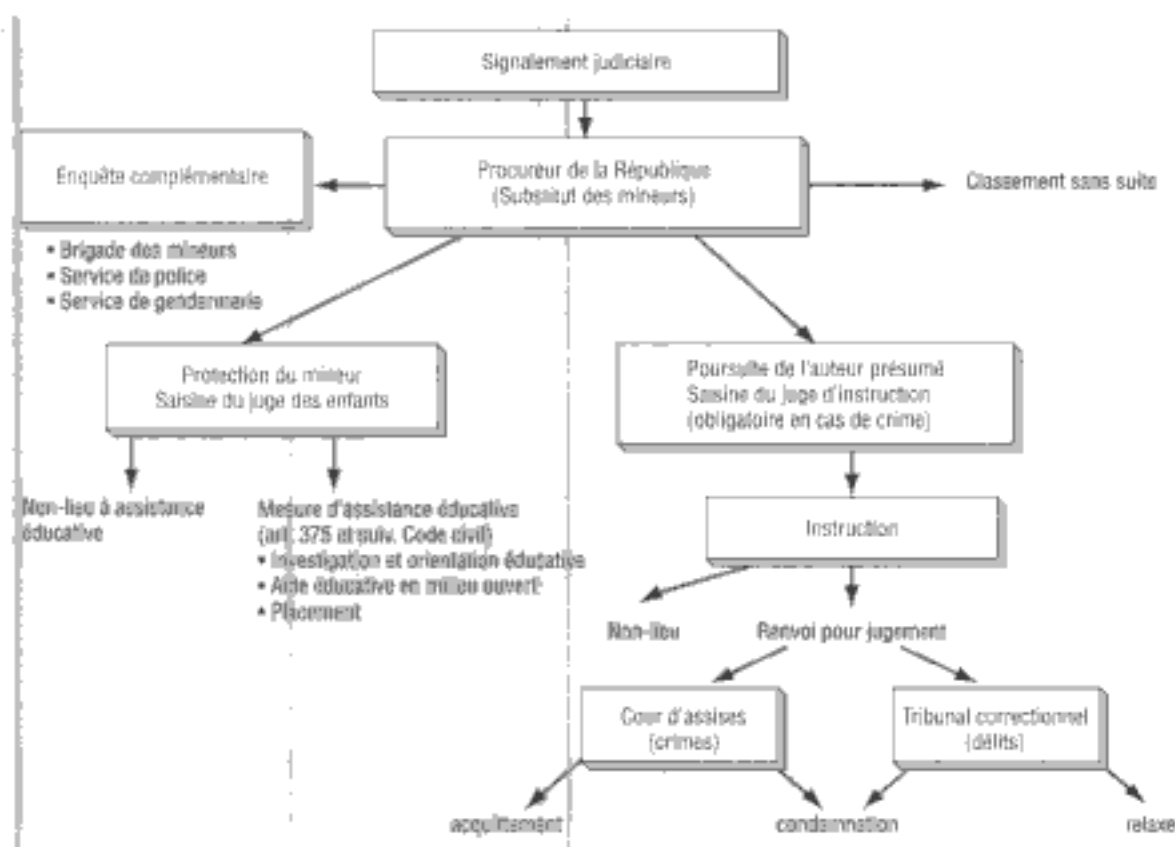 Signalement judiciaire
Enquête complémentaire
Procureur de la République
(Substitut des mineurs)
Classement sans suite
• Brigade des mineurs
• Service de police
• Service de gendarmerie
Protection du mineur
Saisine du juge des enfants
Poursuite de l'auteur présumé
Saisine du juge d'instruction
(obligatoire en cas de crime)
Non-lieu à assistance
éducative
Mesure d'assistance éducative
(art. 375 et suiv. Code civil)
• Investigation et orientation éducative
• Aide éducative en milieu ouvert
• Placement
Instruction
Non-lieu
Renvoi pour jugement
Cour d'assises
(crimes)
Tribunal correctionnel
(délits)
acquittement
condamnation
relaxe